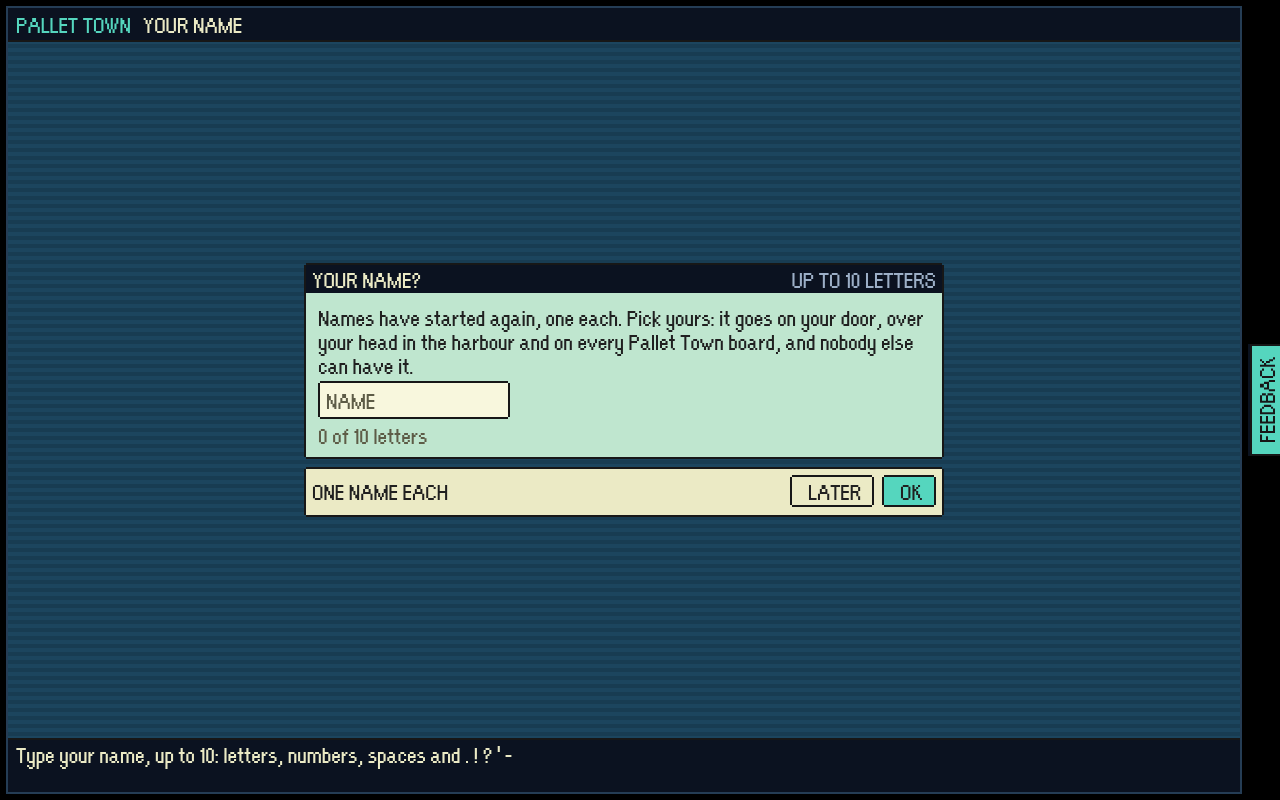 PALLET TOWN YOUR NAME
YOUR NAME? UP TO 10 LETTERS
Names have started again, one each. Pick yours: it goes on your door, over
your head in the harbour and on every Pallet Town board, and nobody else
can have it.
NAME
0 of 10 letters
ONE NAME EACH LATER OK
FEEDBACK
Type your name, up to 10: letters, numbers, spaces and . ! ? ' -